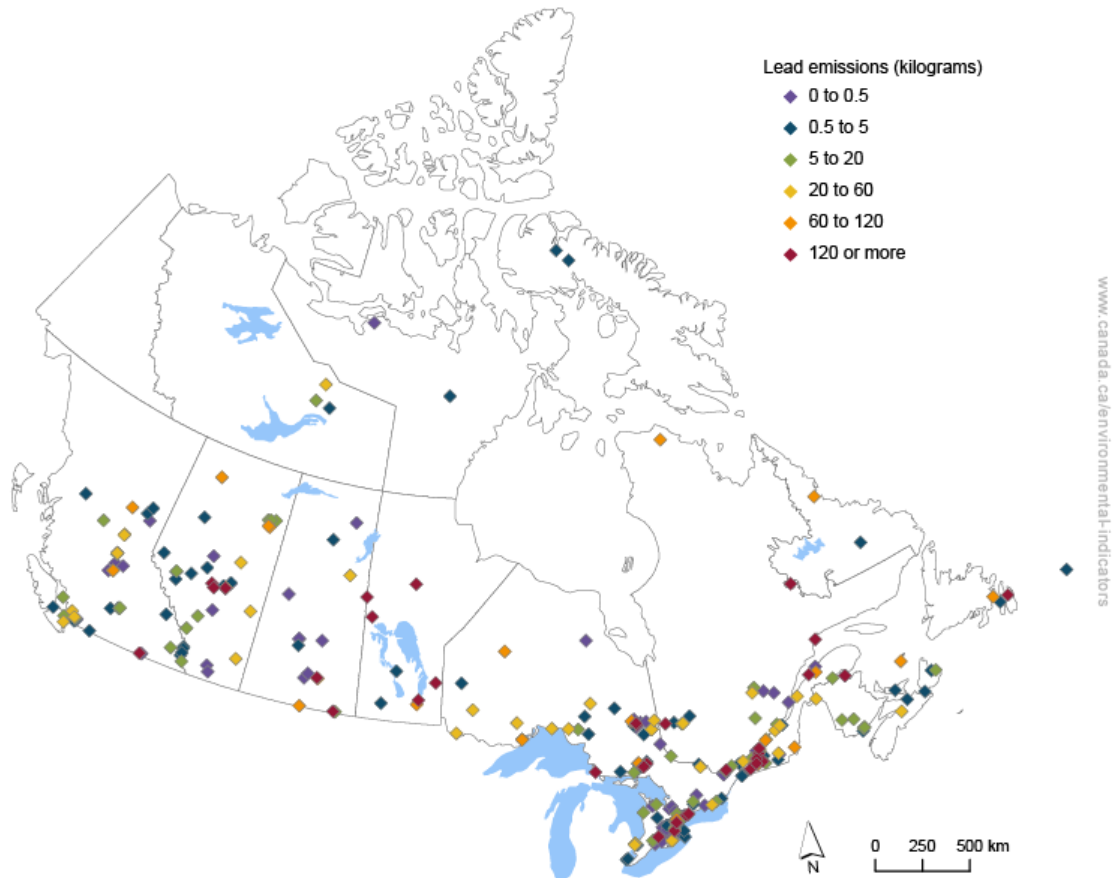 Lead emissions (kilograms)
0 to 0.5
0.5 to 5
5 to 20
20 to 60
60 to 120
120 or more
www.canada.ca/environmental-indicators
N
0 250 500 km